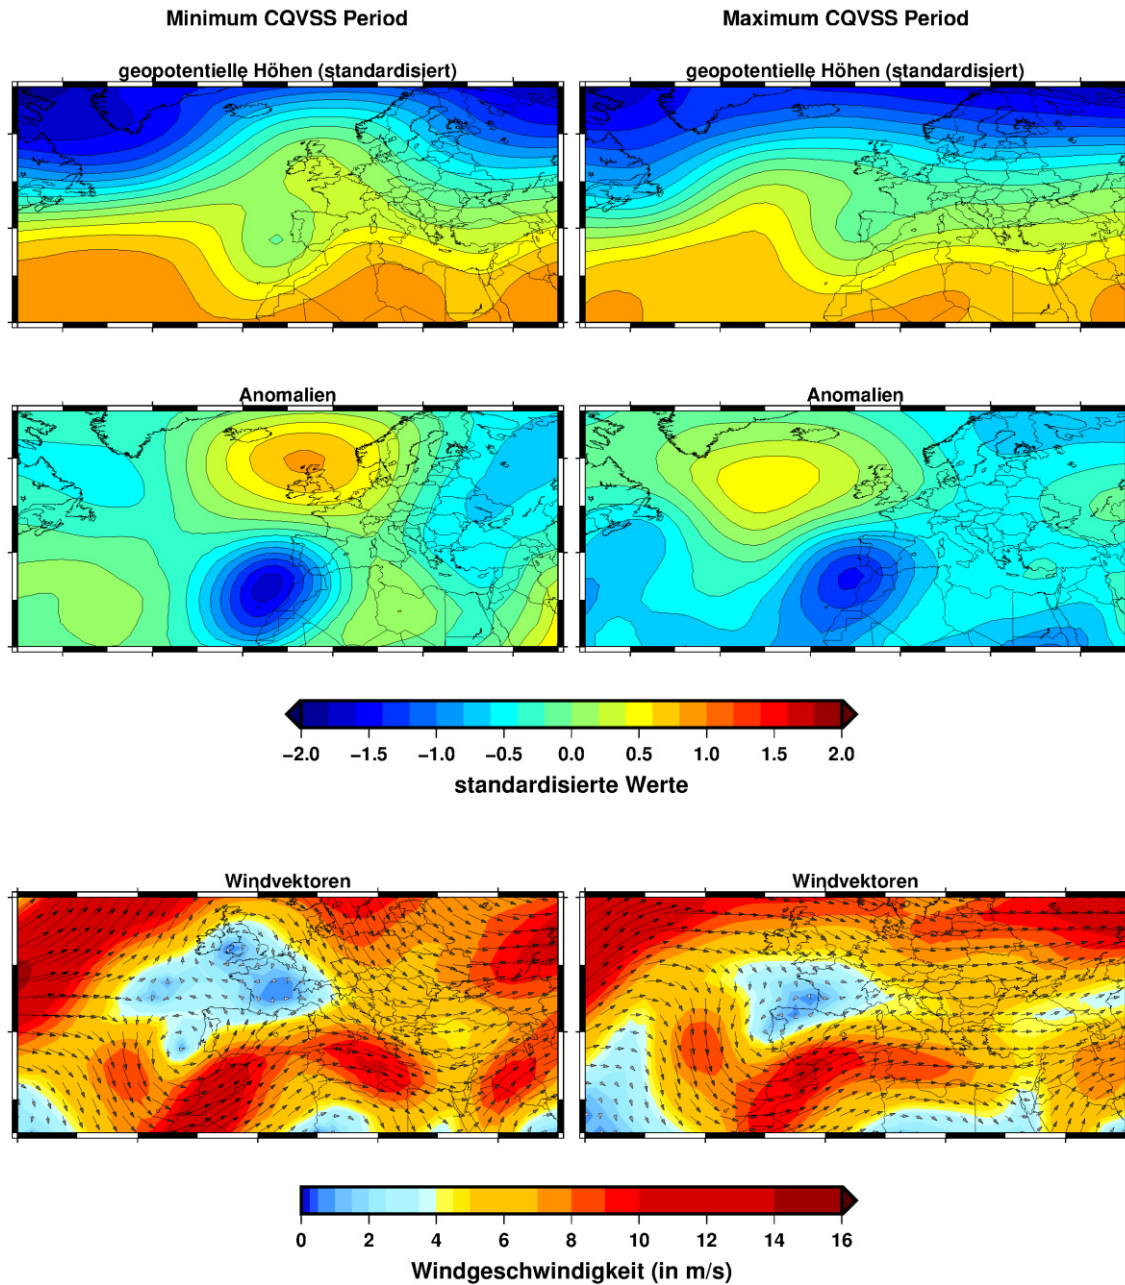 Minimum CQVSS Period
Maximum CQVSS Period
geopotentielle Höhen (standardisiert)
geopotentielle Höhen (standardisiert)
Anomalien
Anomalien
−2.0 −1.5 −1.0 −0.5 0.0 0.5 1.0 1.5 2.0
standardisierte Werte
Windvektoren
Windvektoren
0 2 4 6 8 10 12 14 16
Windgeschwindigkeit (in m/s)